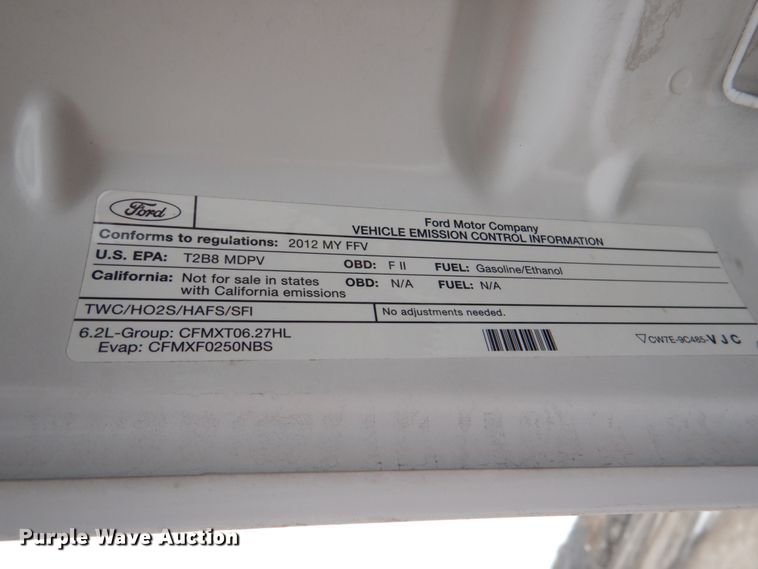 Ford
Ford Motor Company
VEHICLE EMISSION CONTROL INFORMATION
Conforms to regulations: 2012 MY FFV
U.S. EPA: T2B8 MDPV OBD: F II FUEL: Gasoline/Ethanol
California: Not for sale in states OBD: N/A FUEL: N/A
with California emissions
TWC/HO2S/HAFS/SFI No adjustments needed.
6.2L-Group: CFMXT06.27HL
Evap: CFMXF0250NBS
CW7E-9C485-VJC
Purple Wave Auction